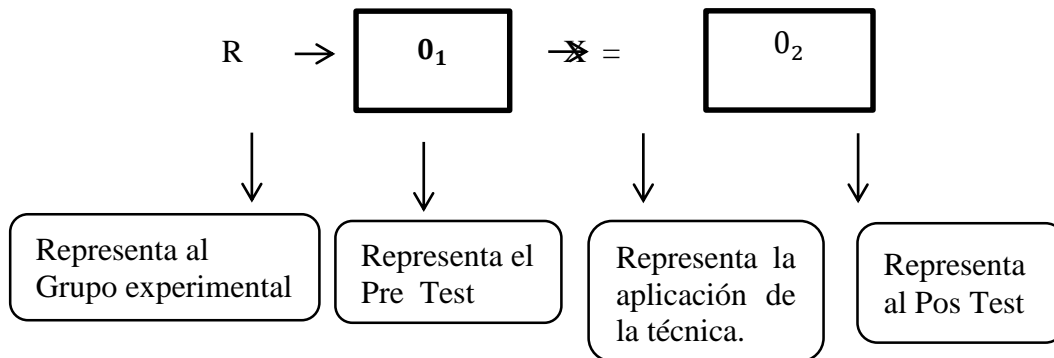 R → 0₁ → X = 0₂
Representa al
Grupo experimental
Representa el
Pre Test
Representa la
aplicación de
la técnica.
Representa
al Pos Test